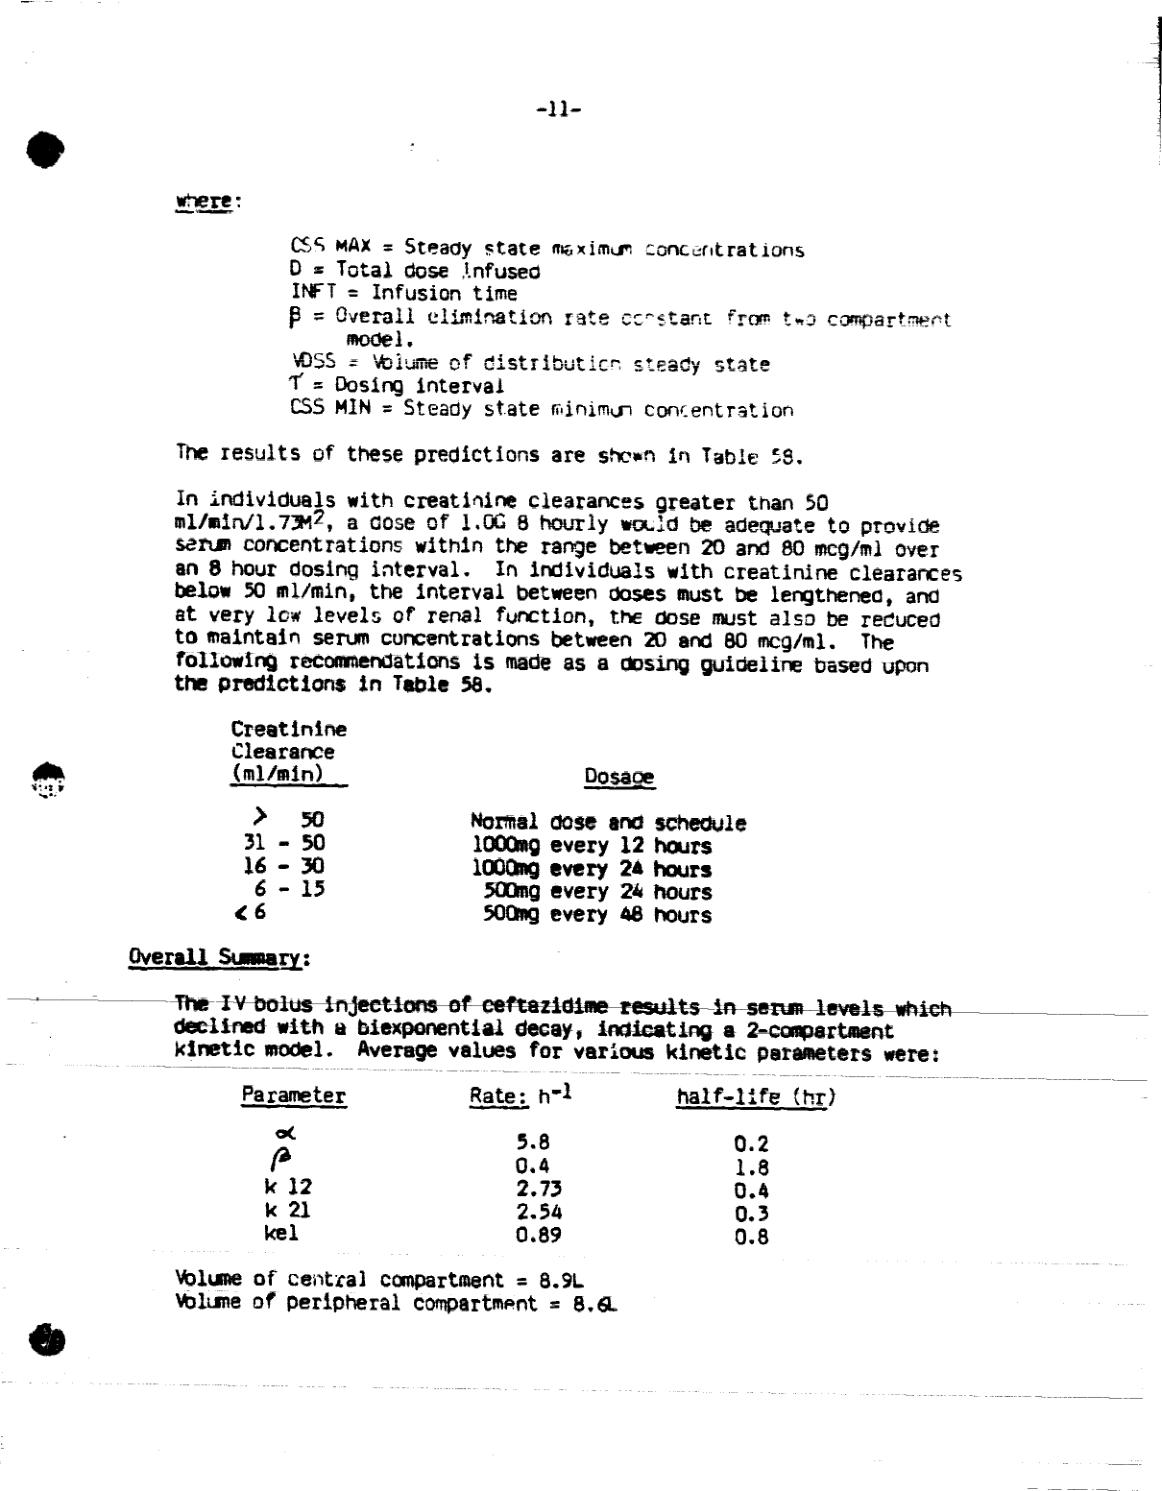 -11-
where:
CSS MAX = Steady state maximum concentrations
D = Total dose infused
INFT = Infusion time
β = Overall elimination rate constant from two compartment
model.
VDSS = Volume of distribution steady state
T = Dosing interval
CSS MIN = Steady state minimum concentration
The results of these predictions are shown in Table 58.
In individuals with creatinine clearances greater than 50
ml/min/1.73M², a dose of 1.0G 8 hourly would be adequate to provide
serum concentrations within the range between 20 and 80 mcg/ml over
an 8 hour dosing interval. In individuals with creatinine clearances
below 50 ml/min, the interval between doses must be lengthened, and
at very low levels of renal function, the dose must also be reduced
to maintain serum concentrations between 20 and 80 mcg/ml. The
following recommendations is made as a dosing guideline based upon
the predictions in Table 58.
Creatinine
Clearance
(ml/min) Dosage
> 50 Normal dose and schedule
31 - 50 1000mg every 12 hours
16 - 30 1000mg every 24 hours
6 - 15 500mg every 24 hours
< 6 500mg every 48 hours
Overall Summary:
The IV bolus injections of ceftazidime results in serum levels which
declined with a biexponential decay, indicating a 2-compartment
kinetic model. Average values for various kinetic parameters were:
Parameter Rate: h-1 half-life (hr)
α 5.8 0.2
β 0.4 1.8
k 12 2.73 0.4
k 21 2.54 0.3
kel 0.89 0.8
Volume of central compartment = 8.9L
Volume of peripheral compartment = 8.6L